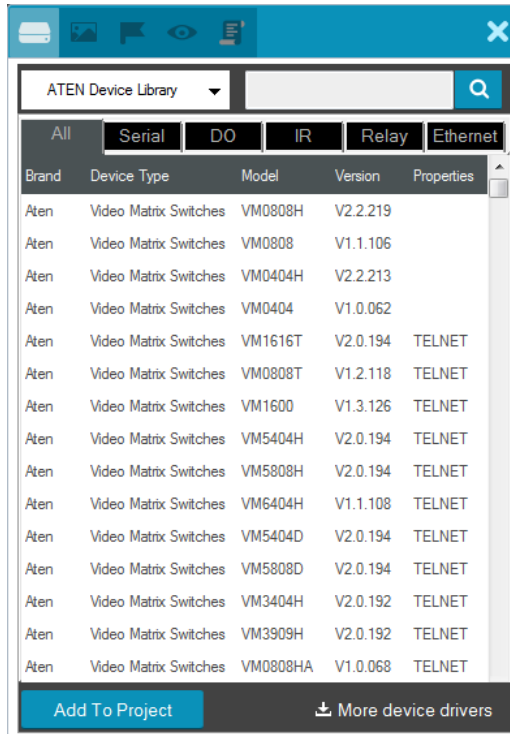 ATEN Device Library
All Serial DO IR Relay Ethernet
Brand Device Type Model Version Properties
Aten Video Matrix Switches VM0808H V2.2.219
Aten Video Matrix Switches VM0808 V1.1.106
Aten Video Matrix Switches VM0404H V2.2.213
Aten Video Matrix Switches VM0404 V1.0.062
Aten Video Matrix Switches VM1616T V2.0.194 TELNET
Aten Video Matrix Switches VM0808T V1.2.118 TELNET
Aten Video Matrix Switches VM1600 V1.3.126 TELNET
Aten Video Matrix Switches VM5404H V2.0.194 TELNET
Aten Video Matrix Switches VM5808H V2.0.194 TELNET
Aten Video Matrix Switches VM6404H V1.1.108 TELNET
Aten Video Matrix Switches VM5404D V2.0.194 TELNET
Aten Video Matrix Switches VM5808D V2.0.194 TELNET
Aten Video Matrix Switches VM3404H V2.0.192 TELNET
Aten Video Matrix Switches VM3909H V2.0.192 TELNET
Aten Video Matrix Switches VM0808HA V1.0.068 TELNET
Add To Project More device drivers